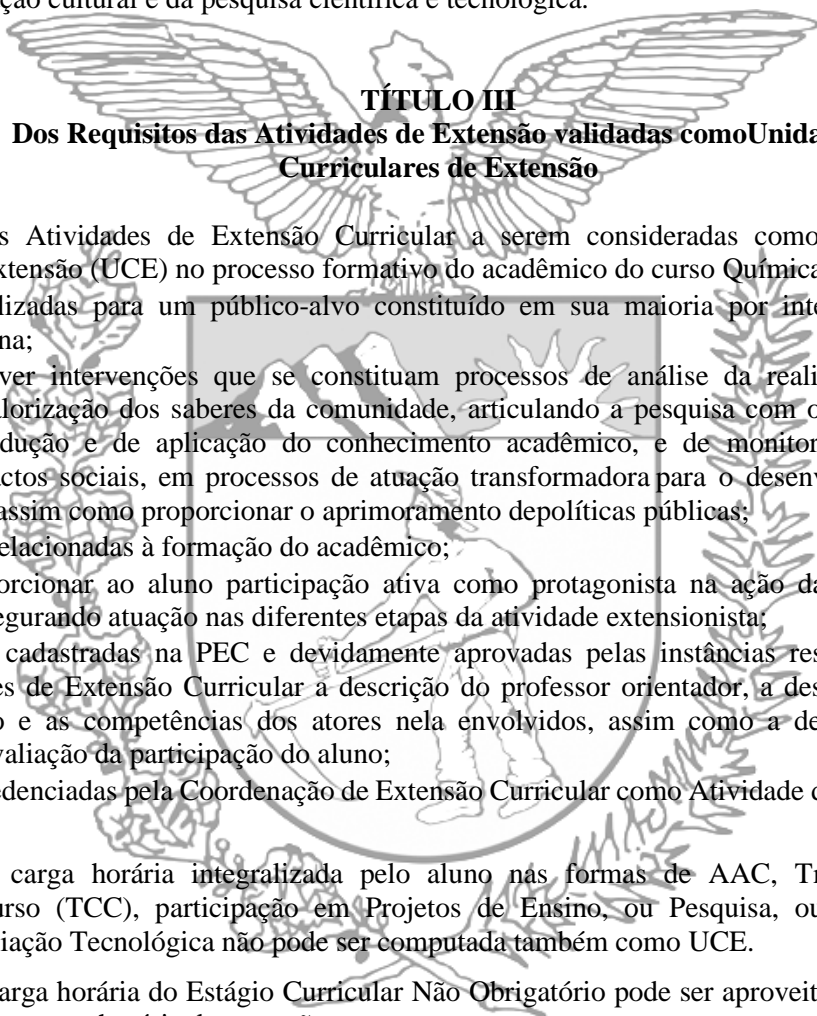 ção cultural e da pesquisa científica e tecnológica.
TÍTULO III
Dos Requisitos das Atividades de Extensão validadas comoUnida
Curriculares de Extensão
s Atividades de Extensão Curricular a serem consideradas como
xtensão (UCE) no processo formativo do acadêmico do curso Química
lizadas para um público-alvo constituído em sua maioria por inte
na;
ver intervenções que se constituam processos de análise da reali
alorização dos saberes da comunidade, articulando a pesquisa com o
dução e de aplicação do conhecimento acadêmico, e de monitor
actos sociais, em processos de atuação transformadora para o desenv
assim como proporcionar o aprimoramento depolíticas públicas;
elacionadas à formação do acadêmico;
orcionar ao aluno participação ativa como protagonista na ação da
egurando atuação nas diferentes etapas da atividade extensionista;
cadastradas na PEC e devidamente aprovadas pelas instâncias res
es de Extensão Curricular a descrição do professor orientador, a des
o e as competências dos atores nela envolvidos, assim como a de
valiação da participação do aluno;
edenciadas pela Coordenação de Extensão Curricular como Atividade d
carga horária integralizada pelo aluno nas formas de AAC, Tr
urso (TCC), participação em Projetos de Ensino, ou Pesquisa, ou
iação Tecnológica não pode ser computada também como UCE.
arga horária do Estágio Curricular Não Obrigatório pode ser aproveit